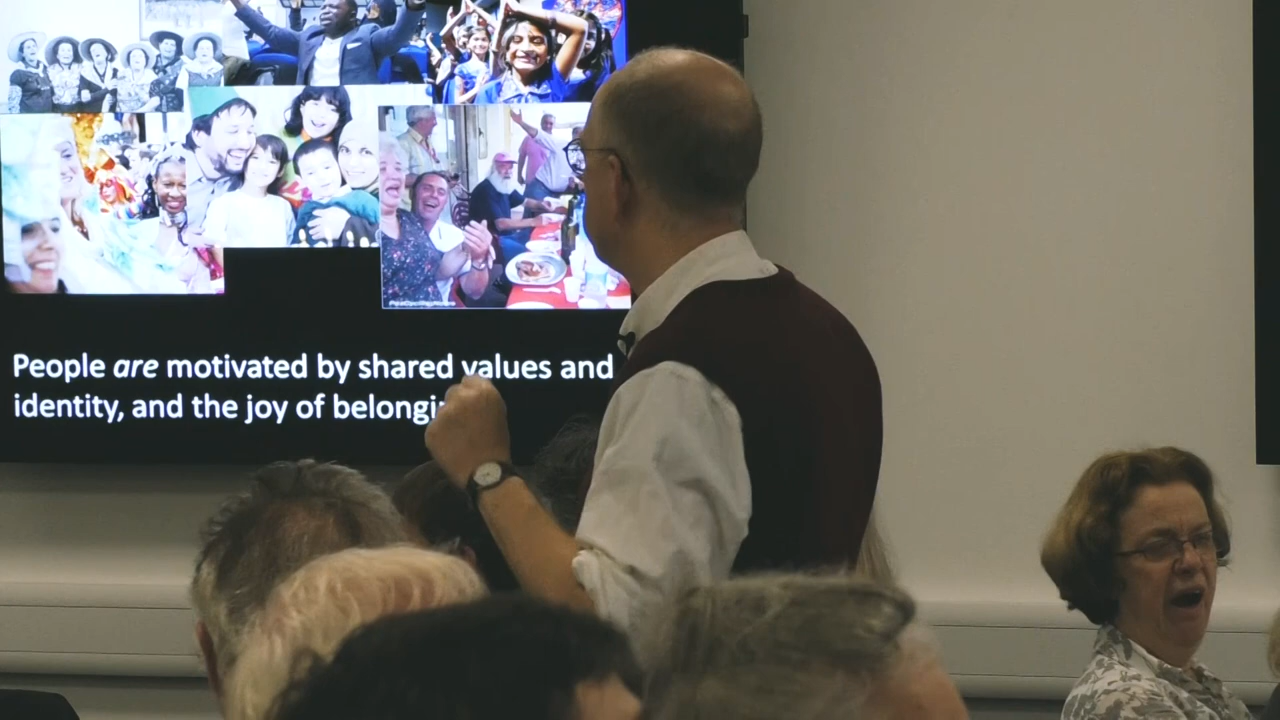 People are motivated by shared values and
identity, and the joy of